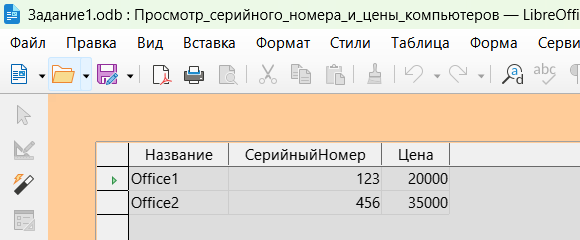 Задание1.odb : Просмотр_серийного_номера_и_цены_компьютеров — LibreOffi
Файл Правка Вид Вставка Формат Стили Таблица Форма Серви
Название СерийныйНомер Цена
Office1 123 20000
Office2 456 35000